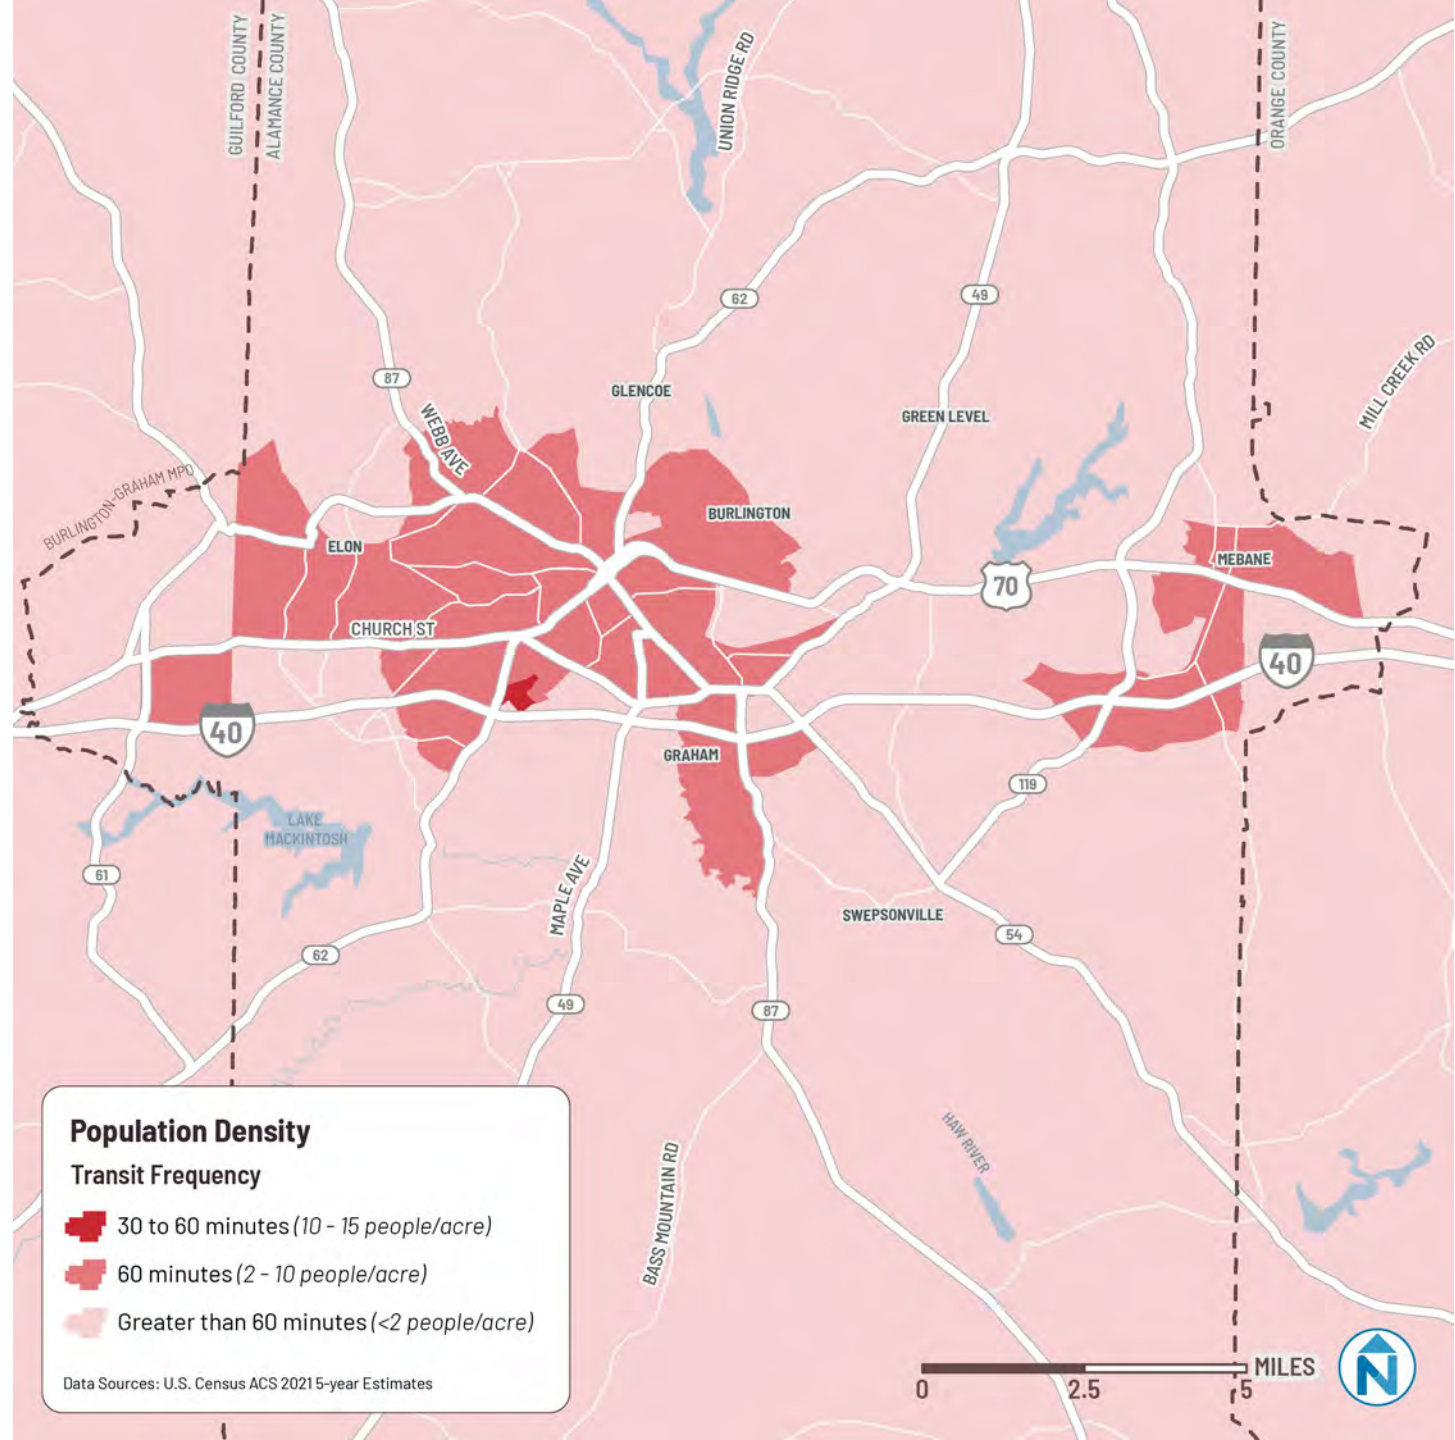 GUILFORD COUNTY
ALAMANCE COUNTY
UNION RIDGE RD
ORANGE COUNTY
62
49
MILL CREEK RD
87
GLENCOE
WEBB AVE
GREEN LEVEL
BURLINGTON-GRAHAM MPO
BURLINGTON
ELON
MEBANE
70
CHURCH ST
40
40
GRAHAM
119
LAKE
MACKINTOSH
61
MAPLE AVE
SWEPSONVILLE
54
62
49
87
HAW RIVER
BASS MOUNTAIN RD
Population Density
Transit Frequency
30 to 60 minutes (10 - 15 people/acre)
60 minutes (2 - 10 people/acre)
Greater than 60 minutes (<2 people/acre)
Data Sources: U.S. Census ACS 2021 5-year Estimates
MILES
0 2.5 5
N